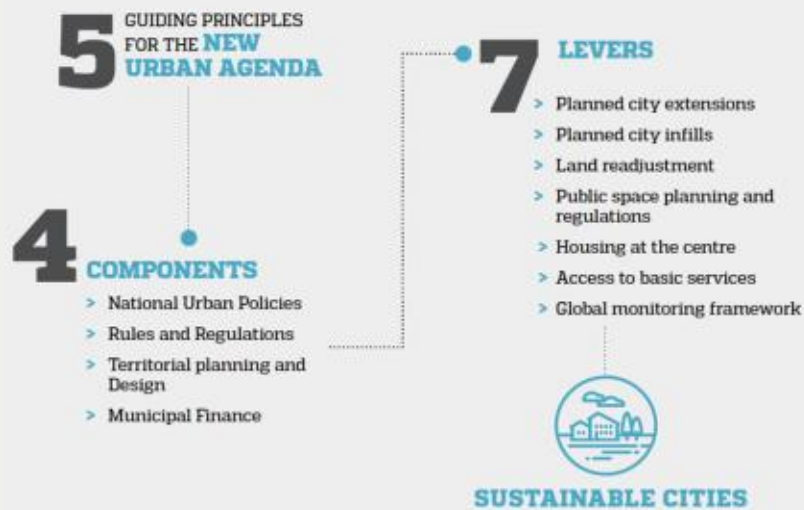 5
GUIDING PRINCIPLES
FOR THE NEW
URBAN AGENDA
4
COMPONENTS
> National Urban Policies
> Rules and Regulations
> Territorial planning and
Design
> Municipal Finance
7
LEVERS
> Planned city extensions
> Planned city infills
> Land readjustment
> Public space planning and
regulations
> Housing at the centre
> Access to basic services
> Global monitoring framework
SUSTAINABLE CITIES